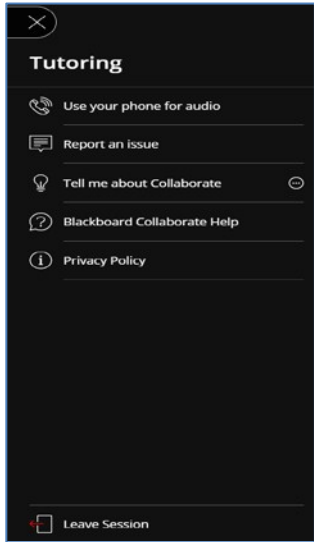 Tutoring
Use your phone for audio
Report an issue
Tell me about Collaborate
Blackboard Collaborate Help
Privacy Policy
Leave Session